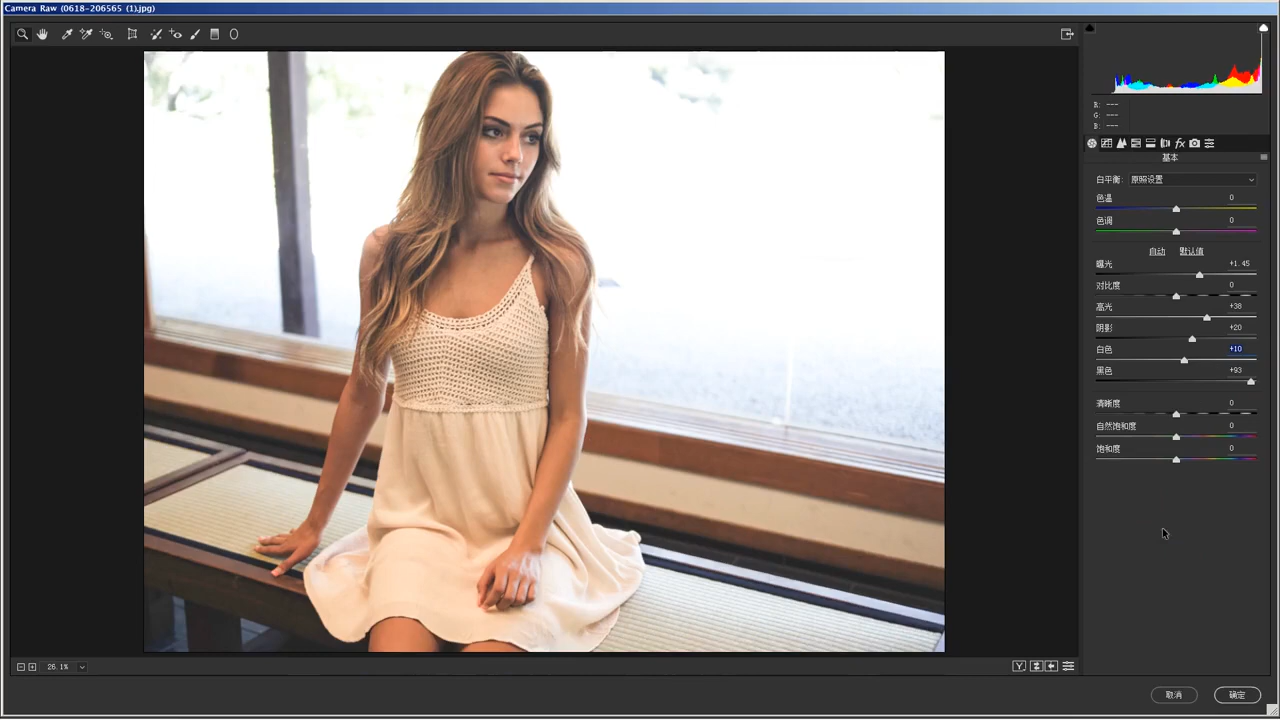 Camera Raw (0618-206565 (1).jpg)
R: ---
G: ---
B: ---
fx
基本
白平衡: 原照设置
色温 0
色调 0
自动 默认值
曝光 +1.45
对比度 0
高光 +38
阴影 +20
白色 +10
黑色 +93
清晰度 0
自然饱和度 0
饱和度 0
26.1% Y
取消 确定